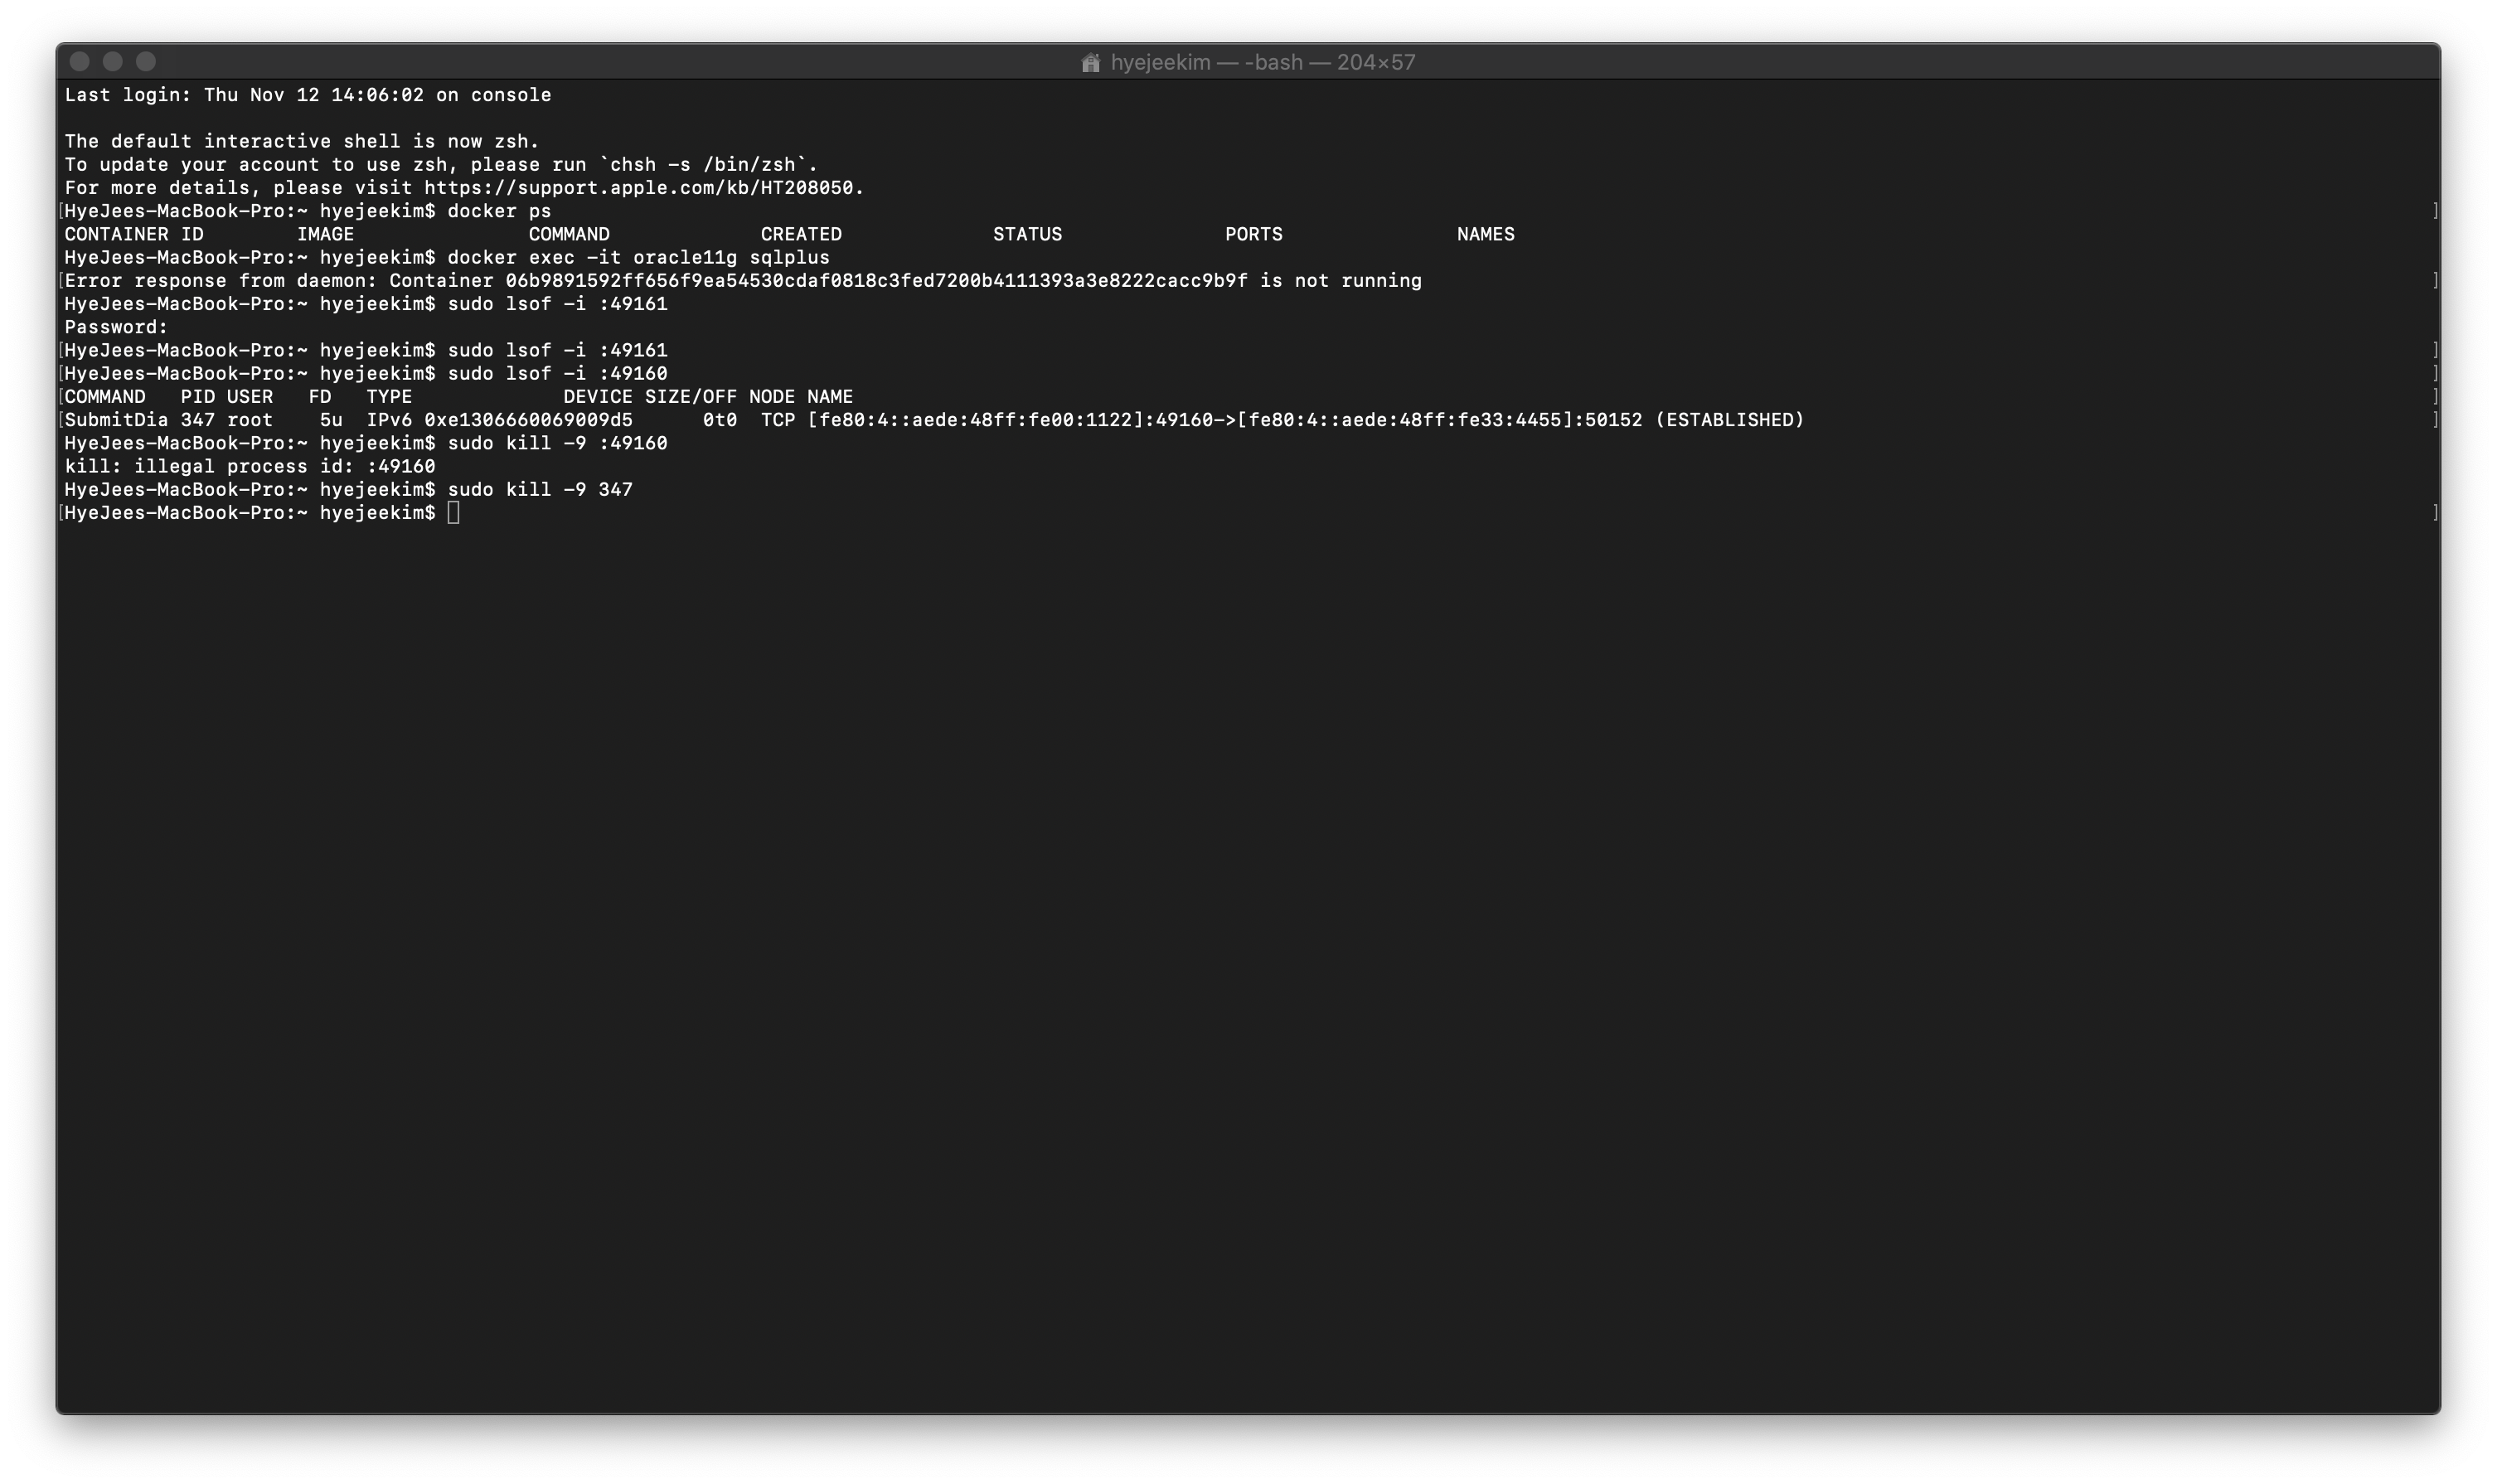 hyejeekim — -bash — 204×57
Last login: Thu Nov 12 14:06:02 on console
The default interactive shell is now zsh.
To update your account to use zsh, please run `chsh -s /bin/zsh`.
For more details, please visit https://support.apple.com/kb/HT208050.
[HyeJees-MacBook-Pro:~ hyejeekim$ docker ps ]
CONTAINER ID        IMAGE               COMMAND             CREATED             STATUS              PORTS               NAMES
HyeJees-MacBook-Pro:~ hyejeekim$ docker exec -it oracle11g sqlplus
[Error response from daemon: Container 06b9891592ff656f9ea54530cdaf0818c3fed7200b4111393a3e8222cacc9b9f is not running ]
HyeJees-MacBook-Pro:~ hyejeekim$ sudo lsof -i :49161
Password:
[HyeJees-MacBook-Pro:~ hyejeekim$ sudo lsof -i :49161 ]
[HyeJees-MacBook-Pro:~ hyejeekim$ sudo lsof -i :49160 ]
[COMMAND   PID USER   FD   TYPE             DEVICE SIZE/OFF NODE NAME ]
[SubmitDia 347 root    5u  IPv6 0xe1306660069009d5      0t0  TCP [fe80:4::aede:48ff:fe00:1122]:49160->[fe80:4::aede:48ff:fe33:4455]:50152 (ESTABLISHED) ]
HyeJees-MacBook-Pro:~ hyejeekim$ sudo kill -9 :49160
kill: illegal process id: :49160
HyeJees-MacBook-Pro:~ hyejeekim$ sudo kill -9 347
[HyeJees-MacBook-Pro:~ hyejeekim$ ]